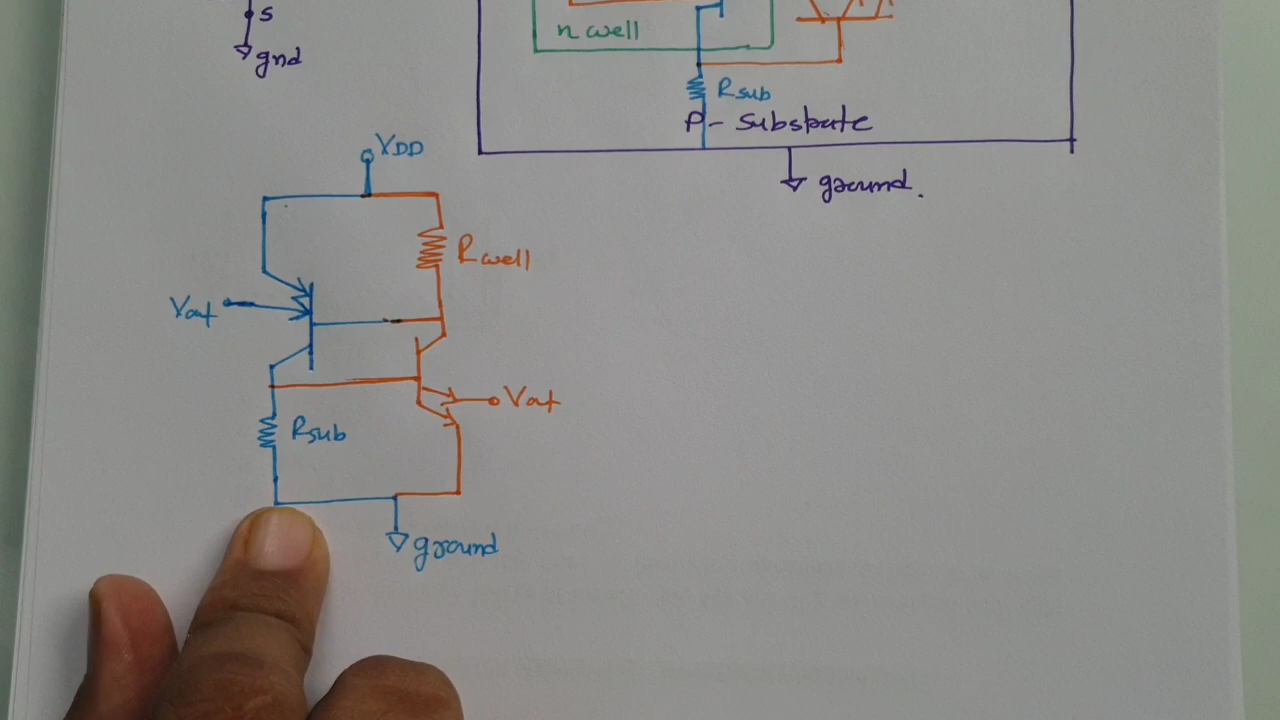 S
gnd
n well
Rsub
P - Substrate
ground.
VDD
Rwell
Vout
Vout
Rsub
ground